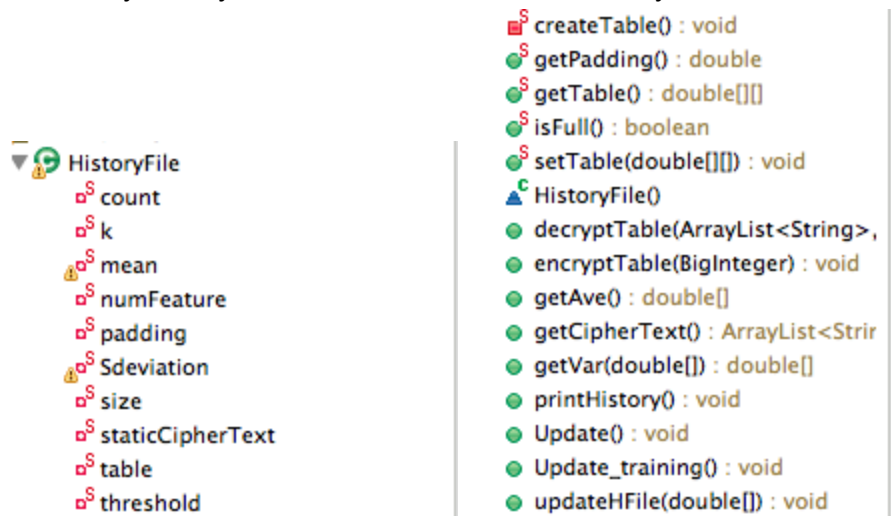 HistoryFile
S count
S k
S mean
S numFeature
S padding
S Sdeviation
S size
S staticCipherText
S table
S threshold
S createTable() : void
S getPadding() : double
S getTable() : double[][]
S isFull() : boolean
S setTable(double[][]) : void
C HistoryFile()
decryptTable(ArrayList<String>,
encryptTable(BigInteger) : void
getAve() : double[]
getCipherText() : ArrayList<Strir
getVar(double[]) : double[]
printHistory() : void
Update() : void
Update_training() : void
updateHFile(double[]) : void